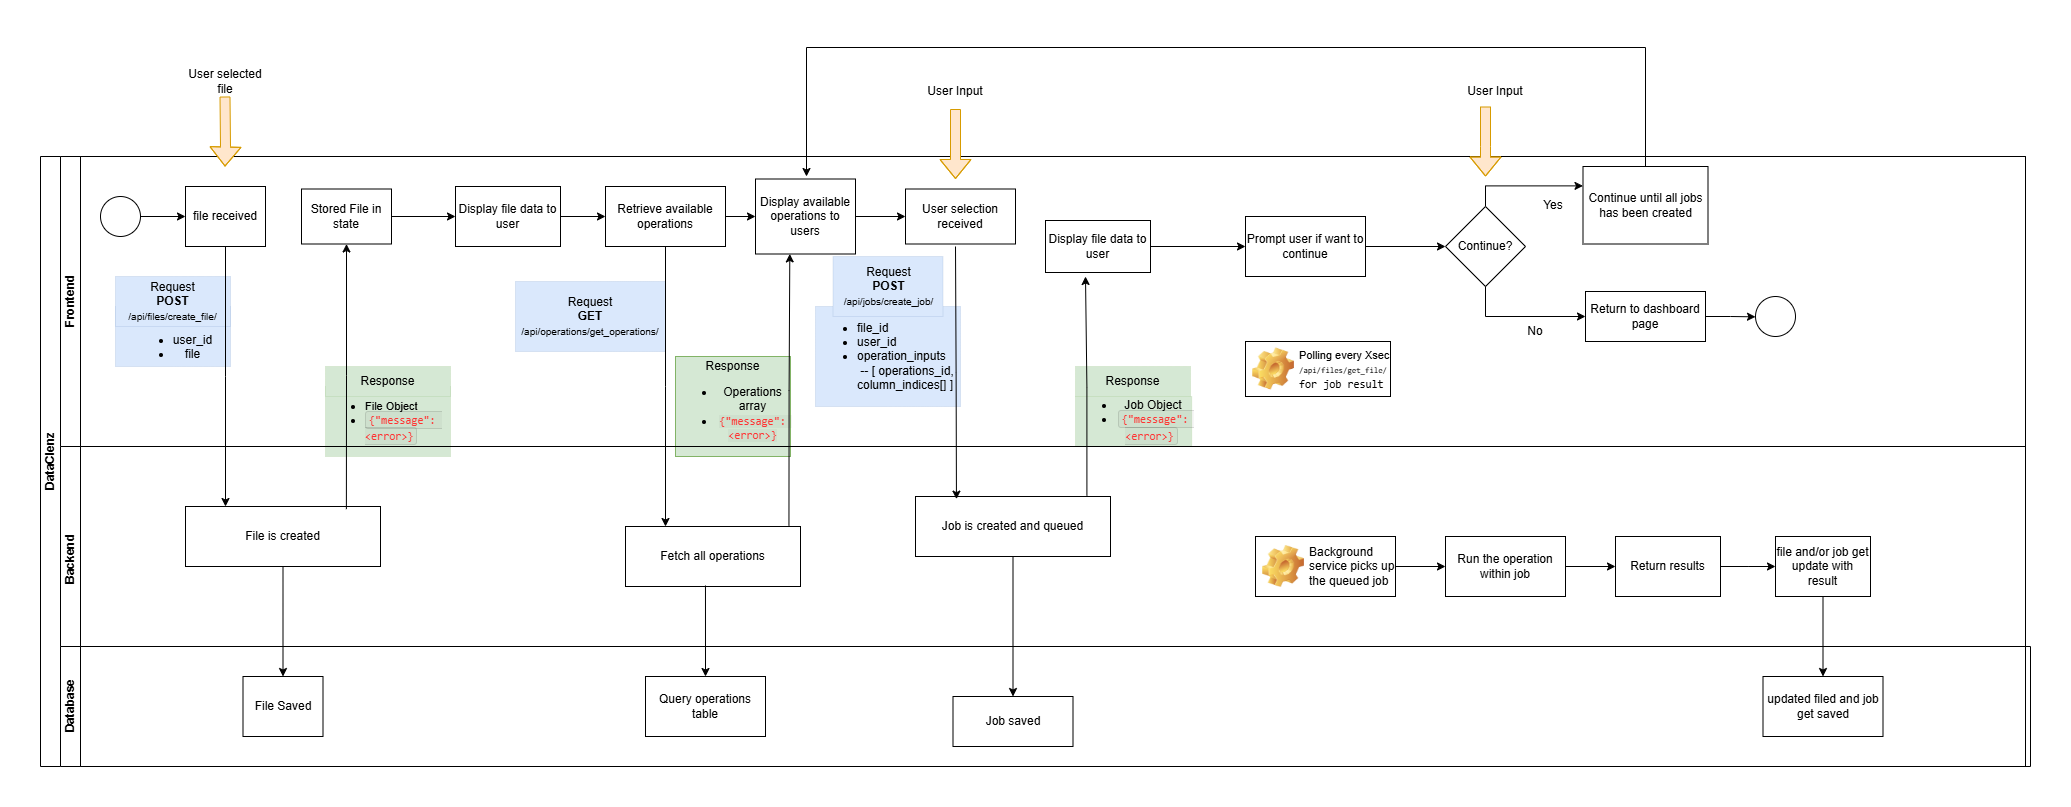 User selected
file
User Input
User Input
DataClenz
Frontend
file received
Stored File in
state
Display file data to
user
Retrieve available
operations
Display available
operations to
users
User selection
received
Display file data to
user
Prompt user if want to
continue
Continue?
Yes
Continue until all jobs
has been created
No
Return to dashboard
page
Request
POST
/api/files/create_file/
• user_id
• file
Response
• File Object
• {"message":
<error>}
Request
GET
/api/operations/get_operations/
Response
• Operations
array
• {"message":
<error>}
Request
POST
/api/jobs/create_job/
• file_id
• user_id
• operation_inputs
-- [ operations_id,
column_indices[] ]
Response
• Job Object
• {"message":
<error>}
Polling every Xsec
/api/files/get_file/
for job result
Backend
File is created
Fetch all operations
Job is created and queued
Background
service picks up
the queued job
Run the operation
within job
Return results
file and/or job get
update with
result
Database
File Saved
Query operations
table
Job saved
updated filed and job
get saved